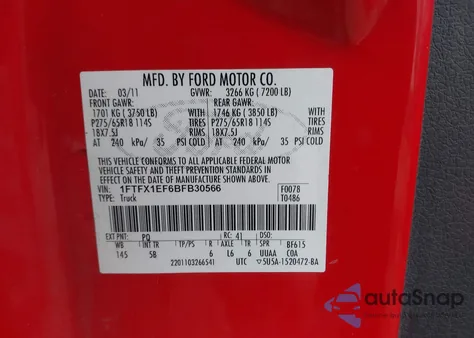 MFD. BY FORD MOTOR CO.
DATE: 03/11 GVWR: 3266 KG (7200 LB)
FRONT GAWR: REAR GAWR:
1701 KG (3750 LB) 1746 KG (3850 LB)
P275/65R18 114S TIRES P275/65R18 114S
18X7.5J RIMS 18X7.5J
AT 240 kPa/ 35 PSI COLD AT 240 kPa/ 35 PSI COLD
THIS VEHICLE CONFORMS TO ALL APPLICABLE FEDERAL MOTOR
VEHICLE SAFETY AND THEFT PREVENTION STANDARDS IN
EFFECT ON THE DATE OF MANUFACTURE SHOWN ABOVE.
VIN: 1FTFX1EF6BFB30566 F0078
TYPE: Truck T0486
EXT PNT: PQ RC: 41 DSO:
WB INT TR TP/PS R AXLE TR SPR BF615
145 5B 6 L6 6 UUAA COA
2201103266541 UTC 5U5A-1520472-BA
autoSnap